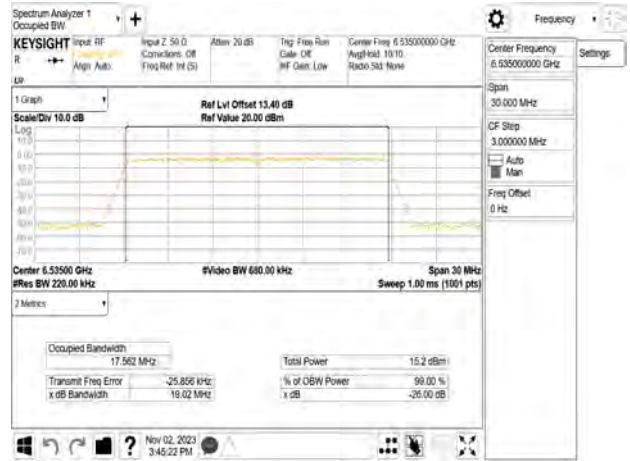 Spectrum Analyzer 1
Occupied BW
+
Frequency
KEYSIGHT
R
Input: RF
Align: Auto
Input Z: 50 Ω
Corrections: Off
Freq Ref: Int (S)
Atten: 20 dB
Trig: Free Run
Gate: Off
#IF Gain: Low
Center Freq: 6.535000000 GHz
Avg|Hold: 10/10
Radio Std: None
Center Frequency
6.535000000 GHz
Settings
Span
30.000 MHz
CF Step
3.000000 MHz
Auto
Man
Freq Offset
0 Hz
1 Graph
Scale/Div 10.0 dB
Ref Lvl Offset 13.40 dB
Ref Value 20.00 dBm
Log
Center 6.53500 GHz
#Res BW 220.00 kHz
#Video BW 680.00 kHz
Span 30 MHz
Sweep 1.00 ms (1001 pts)
2 Metrics
Occupied Bandwidth
17.562 MHz
Total Power 15.2 dBm
Transmit Freq Error -25.856 kHz
% of OBW Power 99.00 %
x dB Bandwidth 19.02 MHz
x dB -26.00 dB
?
Nov 02, 2023
3:45:22 PM